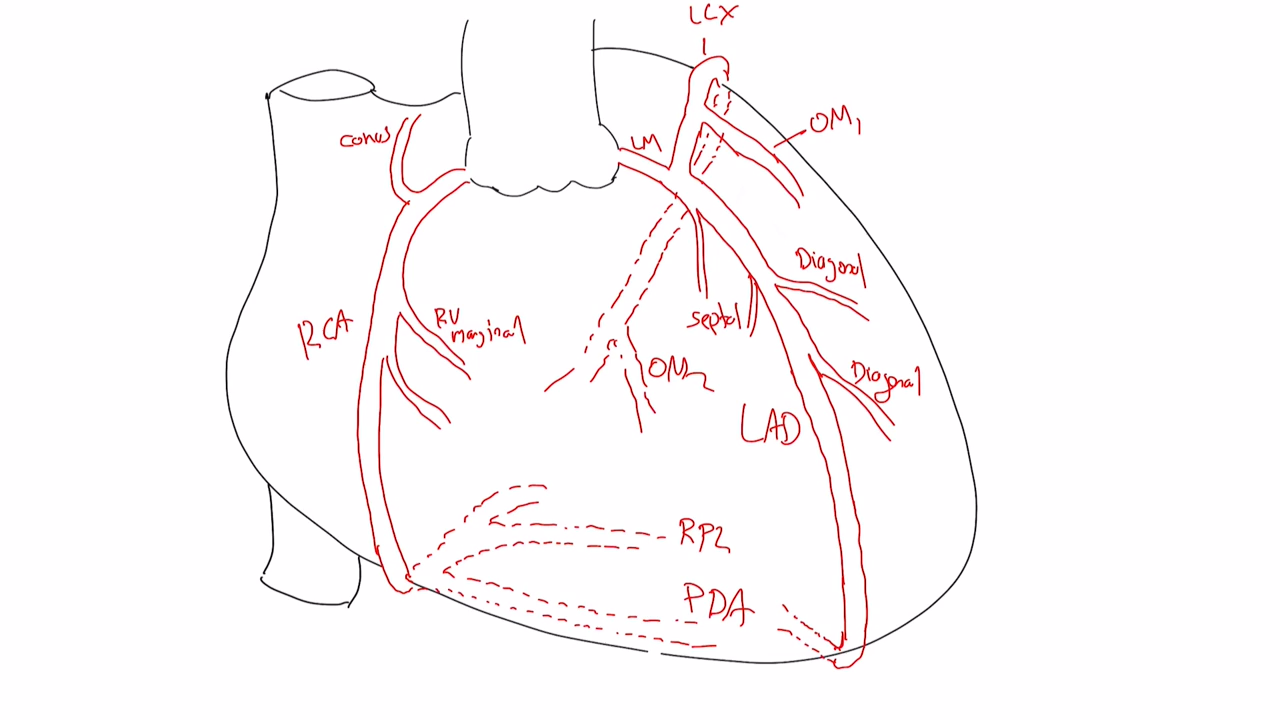 LCX
OM1
conus
LM
Diagonal
RCA
RV
marginal
septal
OM2
Diagonal
LAD
RPL
PDA